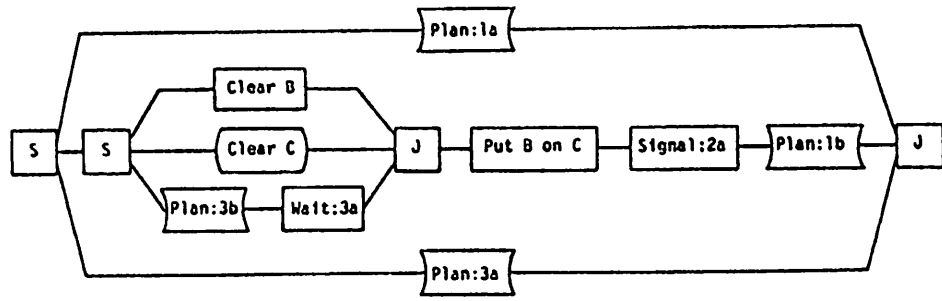 Plan:1a
Clear B
S
S
Clear C
J
Put B on C
Signal:2a
Plan:1b
J
Plan:3b
Wait:3a
Plan:3a